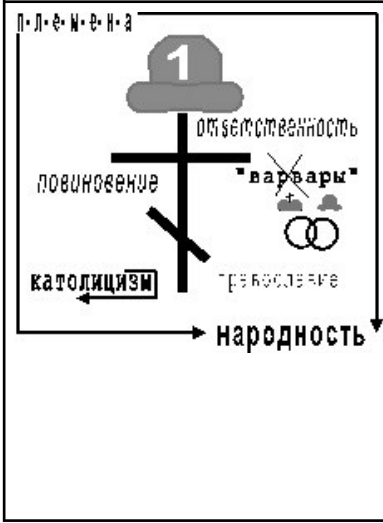 п·л·е·м·е·н·а
1
ответственность
повиновение
"варвары"
католицизм
православие
народность